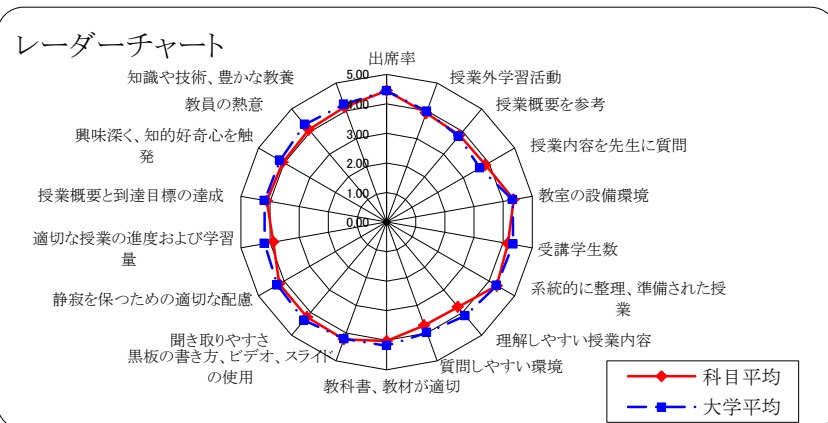 レーダーチャート
出席率
授業外学習活動
授業概要を参考
授業内容を先生に質問
教室の設備環境
受講学生数
系統的に整理、準備された授
業
理解しやすい授業内容
質問しやすい環境
教科書、教材が適切
黒板の書き方、ビデオ、スライド
の使用
聞き取りやすさ
静寂を保つための適切な配慮
適切な授業の進度および学習
量
授業概要と到達目標の達成
興味深く、知的好奇心を触
発
教員の熱意
知識や技術、豊かな教養
5.00
4.00
3.00
2.00
1.00
0.00
科目平均
大学平均